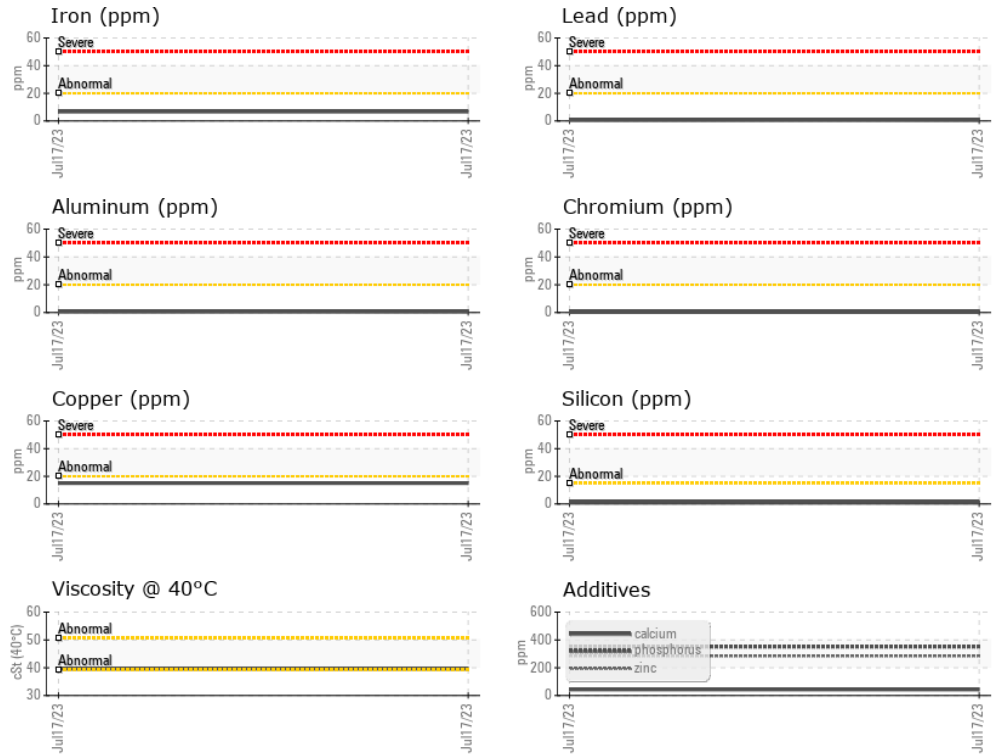 Iron (ppm)
60
Severe
40
ppm
Abnormal
20
0
Jul17/23
Jul17/23
Lead (ppm)
60
Severe
40
ppm
Abnormal
20
0
Jul17/23
Jul17/23
Aluminum (ppm)
60
Severe
40
ppm
Abnormal
20
0
Jul17/23
Jul17/23
Chromium (ppm)
60
Severe
40
ppm
Abnormal
20
0
Jul17/23
Jul17/23
Copper (ppm)
60
Severe
40
ppm
Abnormal
20
0
Jul17/23
Jul17/23
Silicon (ppm)
60
Severe
40
ppm
Abnormal
20
0
Jul17/23
Jul17/23
Viscosity @ 40°C
60
Abnormal
50
cSt (40°C)
Abnormal
40
30
Jul17/23
Jul17/23
Additives
600
calcium
400
phosphorus
ppm
zinc
200
0
Jul17/23
Jul17/23